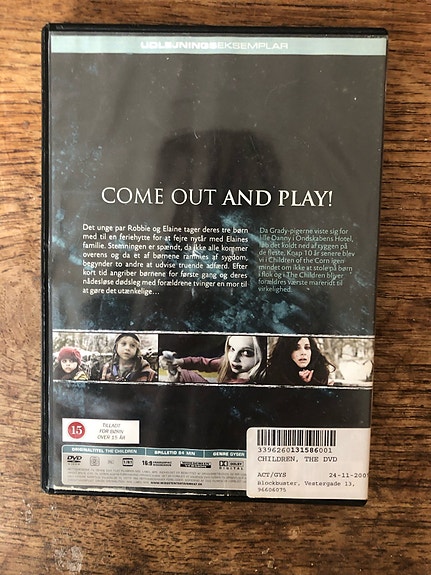 UDLEJNINGSEKSEMPLAR
COME OUT AND PLAY!
Det unge par Robbie og Elaine tager deres tre børn
med til en feriehytte for at fejre nytår med Elaines
familie. Stemningen er spændt, da ikke alle kommer
overens og da et af børnene rammes af sygdom,
begynder to andre at udvise truende adfærd. Efter
kort tid angriber børnene for første gang og deres
nådesløse dødsleg med forældrene tvinger en mor til
at gøre det utænkelige...
Da Grady-pigerne viste sig for
lille Danny i Ondskabens Hotel,
løb det koldt ned af ryggen på
de fleste. Knap 10 år senere blev
vi i Children of the Corn igen
mindet om ikke at stole på børn
i flok og i The Children bliver
forældres værste mareridt til
virkelighed.
15
TILLADT
FOR BØRN
OVER 15 ÅR
ORIGINALTITEL THE CHILDREN
SPILLETID 84 MIN
GENRE GYSER
DVD
16:9
DOLBY
DIGITAL
3396260131586001
CHILDREN, THE DVD
ACT/GYS
24-11-200
Blockbuster, Vestergade 13,
96606075